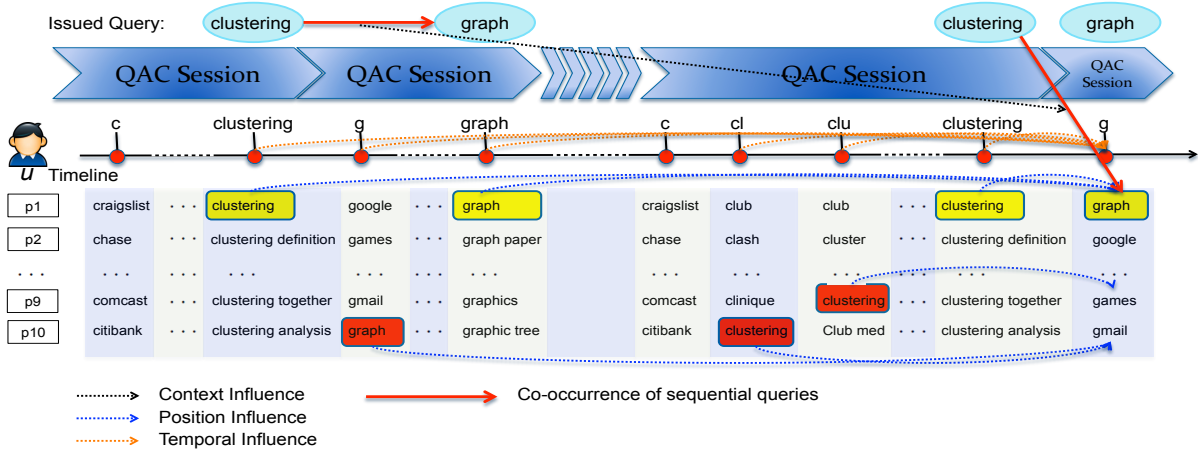 Issued Query: clustering graph clustering graph
QAC Session QAC Session QAC Session QAC Session
c clustering g graph c cl clu clustering g
u Timeline
p1 craigslist · · · clustering google · · · graph craigslist club club · · · clustering graph
p2 chase · · · clustering definition games · · · graph paper chase clash cluster · · · clustering definition google
· · · · · · · · · · · · · · · · · · · · · · · · · · · · · ·
p9 comcast · · · clustering together gmail · · · graphics comcast clinique clustering · · · clustering together games
p10 citibank · · · clustering analysis graph · · · graphic tree citibank clustering Club med · · · clustering analysis gmail
Context Influence Co-occurrence of sequential queries
Position Influence
Temporal Influence